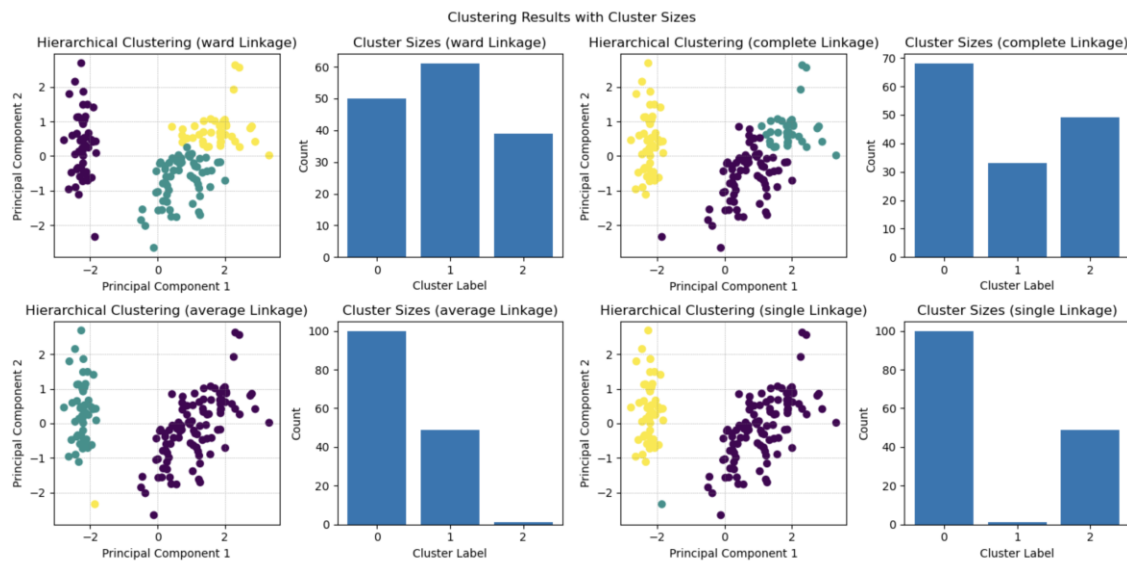 Clustering Results with Cluster Sizes
Hierarchical Clustering (ward Linkage)
Principal Component 2
2
1
0
−1
−2
−2
0
2
Principal Component 1
Cluster Sizes (ward Linkage)
Count
60
50
40
30
20
10
0
0
1
2
Cluster Label
Hierarchical Clustering (complete Linkage)
Principal Component 2
2
1
0
−1
−2
−2
0
2
Principal Component 1
Cluster Sizes (complete Linkage)
Count
70
60
50
40
30
20
10
0
0
1
2
Cluster Label
Hierarchical Clustering (average Linkage)
Principal Component 2
2
1
0
−1
−2
−2
0
2
Principal Component 1
Cluster Sizes (average Linkage)
Count
100
80
60
40
20
0
0
1
2
Cluster Label
Hierarchical Clustering (single Linkage)
Principal Component 2
2
1
0
−1
−2
−2
0
2
Principal Component 1
Cluster Sizes (single Linkage)
Count
100
80
60
40
20
0
0
1
2
Cluster Label